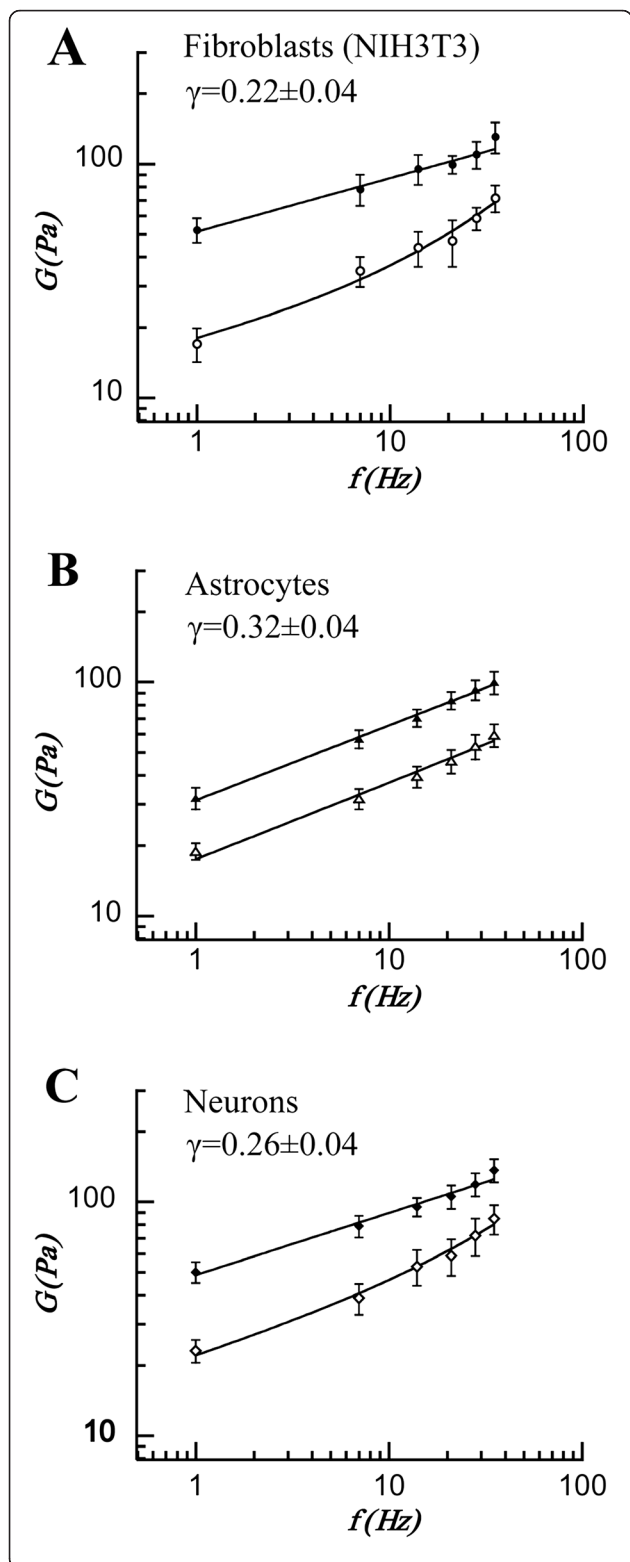 A
Fibroblasts (NIH3T3)
γ=0.22±0.04
100
10
G(Pa)
1 10 100
f(Hz)
B
Astrocytes
γ=0.32±0.04
100
10
G(Pa)
1 10 100
f(Hz)
C
Neurons
γ=0.26±0.04
100
10
G(Pa)
1 10 100
f(Hz)